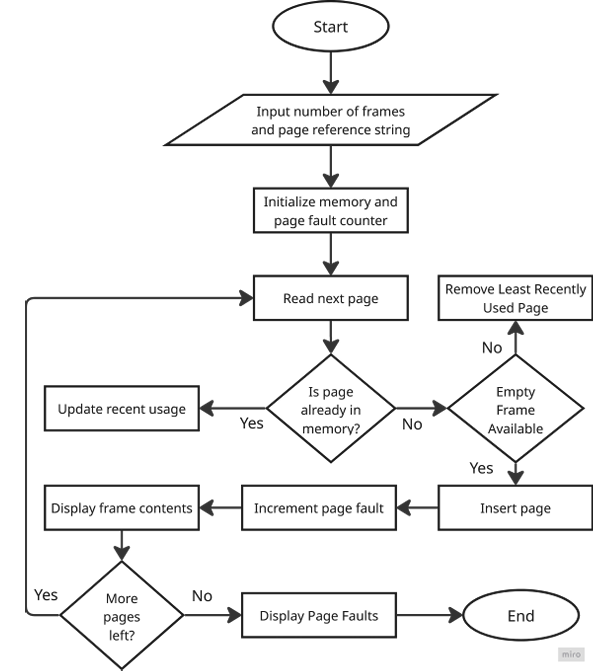 Start
Input number of frames
and page reference string
Initialize memory and
page fault counter
Read next page
Remove Least Recently
Used Page
No
Is page
already in
memory?
Empty
Frame
Available
Update recent usage
Yes
No
Yes
Display frame contents
Increment page fault
Insert page
Yes
More
pages
left?
No
Display Page Faults
End
miro